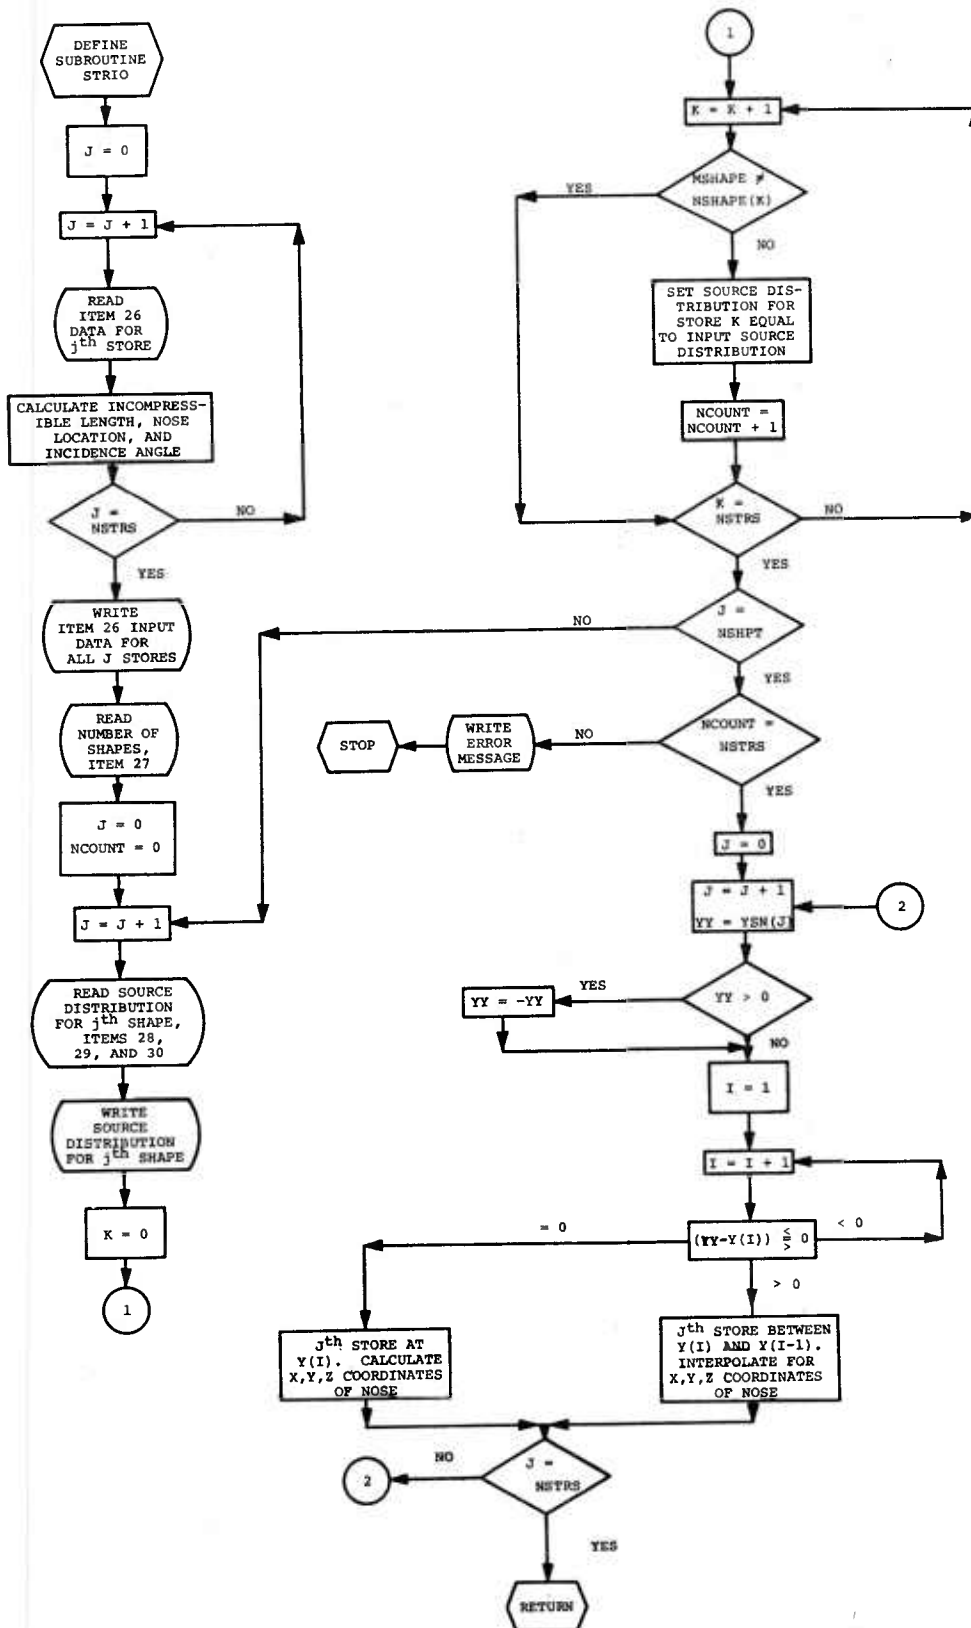 DEFINE
SUBROUTINE
STRIO
J = 0
J = J + 1
READ
ITEM 26
DATA FOR
jth STORE
CALCULATE INCOMPRESS-
IBLE LENGTH, NOSE
LOCATION, AND
INCIDENCE ANGLE
J =
NSTRS
NO
YES
WRITE
ITEM 26 INPUT
DATA FOR
ALL J STORES
READ
NUMBER OF
SHAPES,
ITEM 27
J = 0
NCOUNT = 0
J = J + 1
READ SOURCE
DISTRIBUTION
FOR jth SHAPE,
ITEMS 28,
29, AND 30
WRITE
SOURCE
DISTRIBUTION
FOR jth SHAPE
K = 0
1
1
K = K + 1
MSHAPE ≠
NSHAPE(K)
YES
NO
SET SOURCE DIS-
TRIBUTION FOR
STORE K EQUAL
TO INPUT SOURCE
DISTRIBUTION
NCOUNT =
NCOUNT + 1
K =
NSTRS
NO
YES
J =
NSHPT
NO
YES
NCOUNT =
NSTRS
NO
WRITE
ERROR
MESSAGE
STOP
YES
J = 0
J = J + 1
YY = YSN(J)
2
YY > 0
YES
YY = -YY
NO
I = 1
I = I + 1
(YY-Y(I)) ≤/≥ 0
< 0
= 0
> 0
Jth STORE AT
Y(I). CALCULATE
X,Y,Z COORDINATES
OF NOSE
Jth STORE BETWEEN
Y(I) AND Y(I-1).
INTERPOLATE FOR
X,Y,Z COORDINATES
OF NOSE
J =
NSTRS
NO
2
YES
RETURN